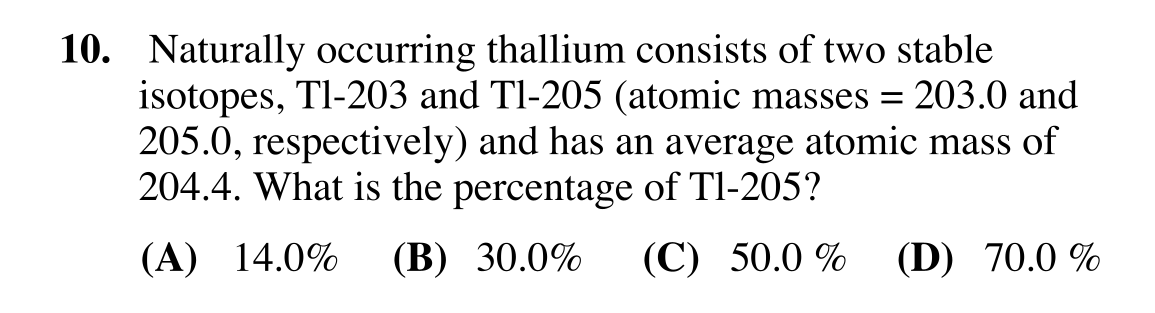 10. Naturally occurring thallium consists of two stable
isotopes, Tl-203 and Tl-205 (atomic masses = 203.0 and
205.0, respectively) and has an average atomic mass of
204.4. What is the percentage of Tl-205?
(A) 14.0% (B) 30.0% (C) 50.0 % (D) 70.0 %